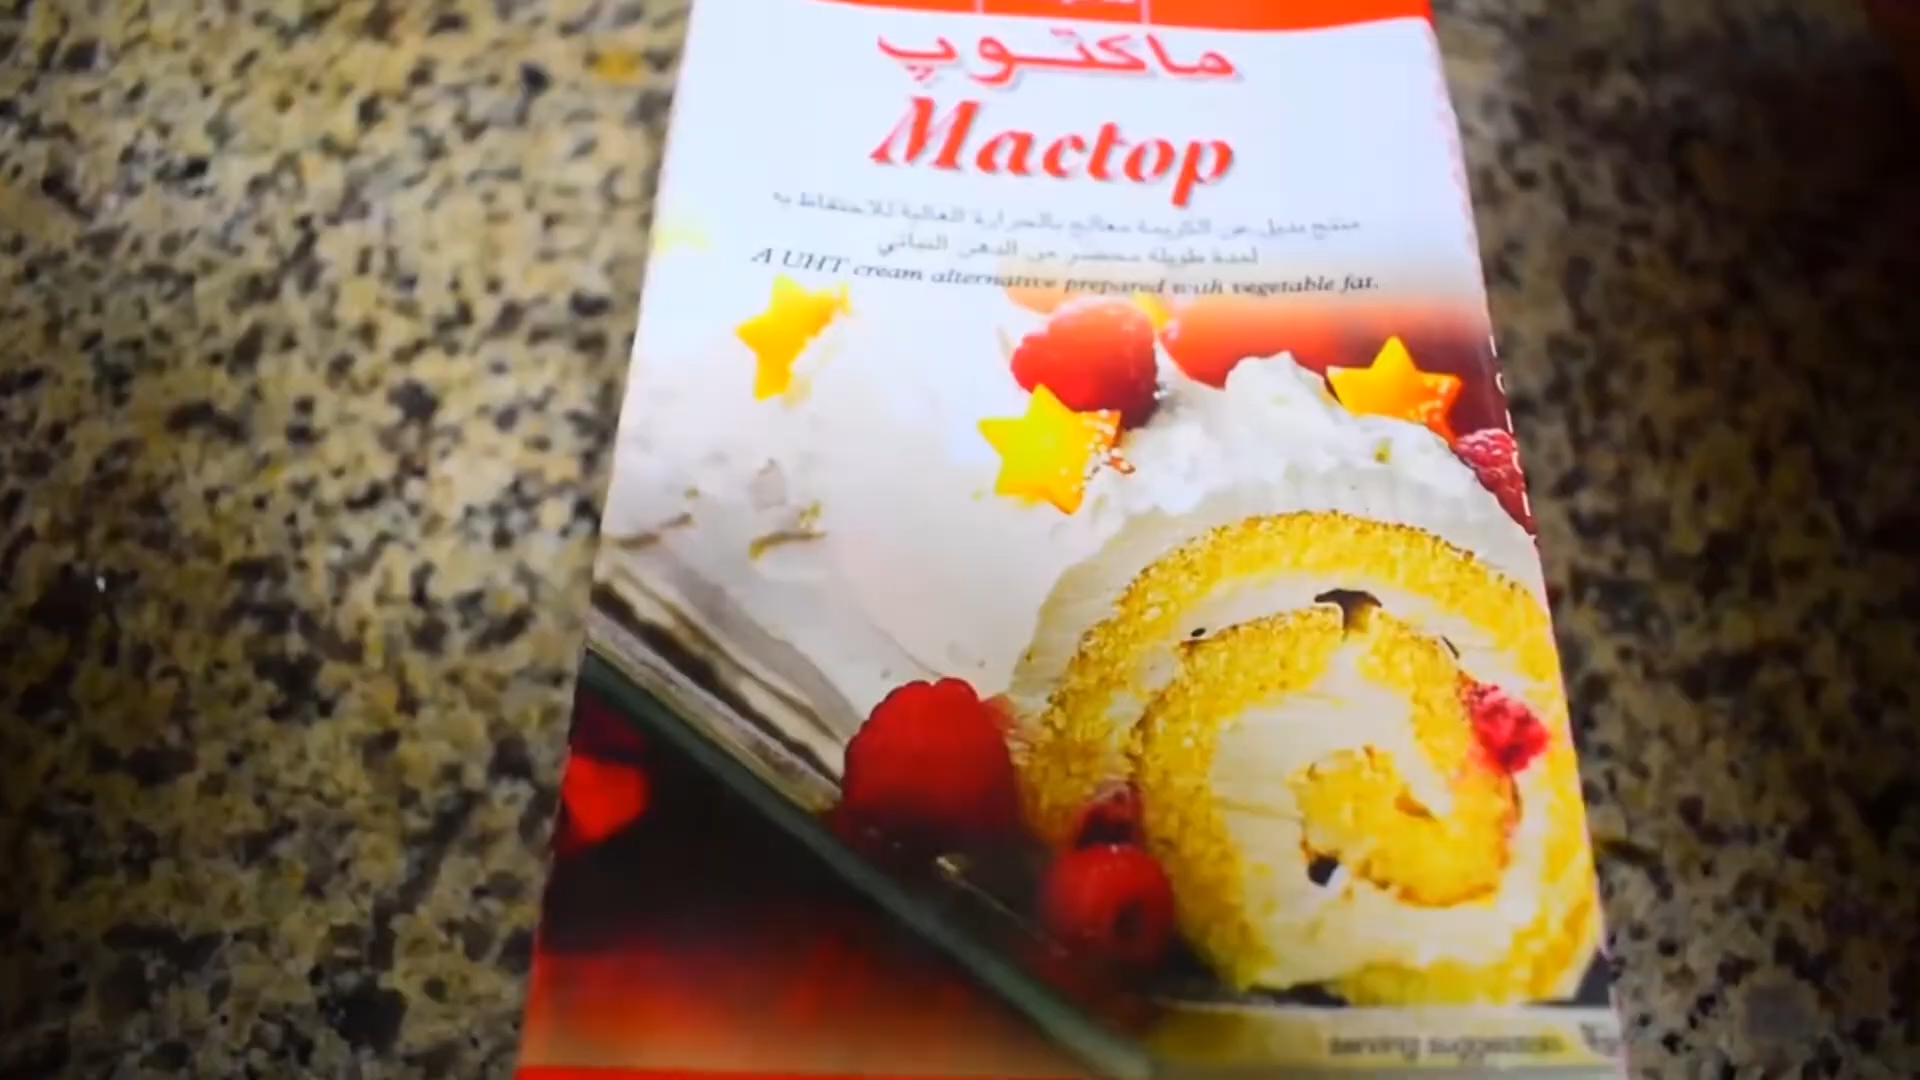 ماكتوپ
Mactop
منتج بديل عن الكريمة معالج بالحرارة العالية للاحتفاظ به
لمدة طويلة محضر من الدهن النباتي
A UHT cream alternative prepared with vegetable fat.
serving suggestion